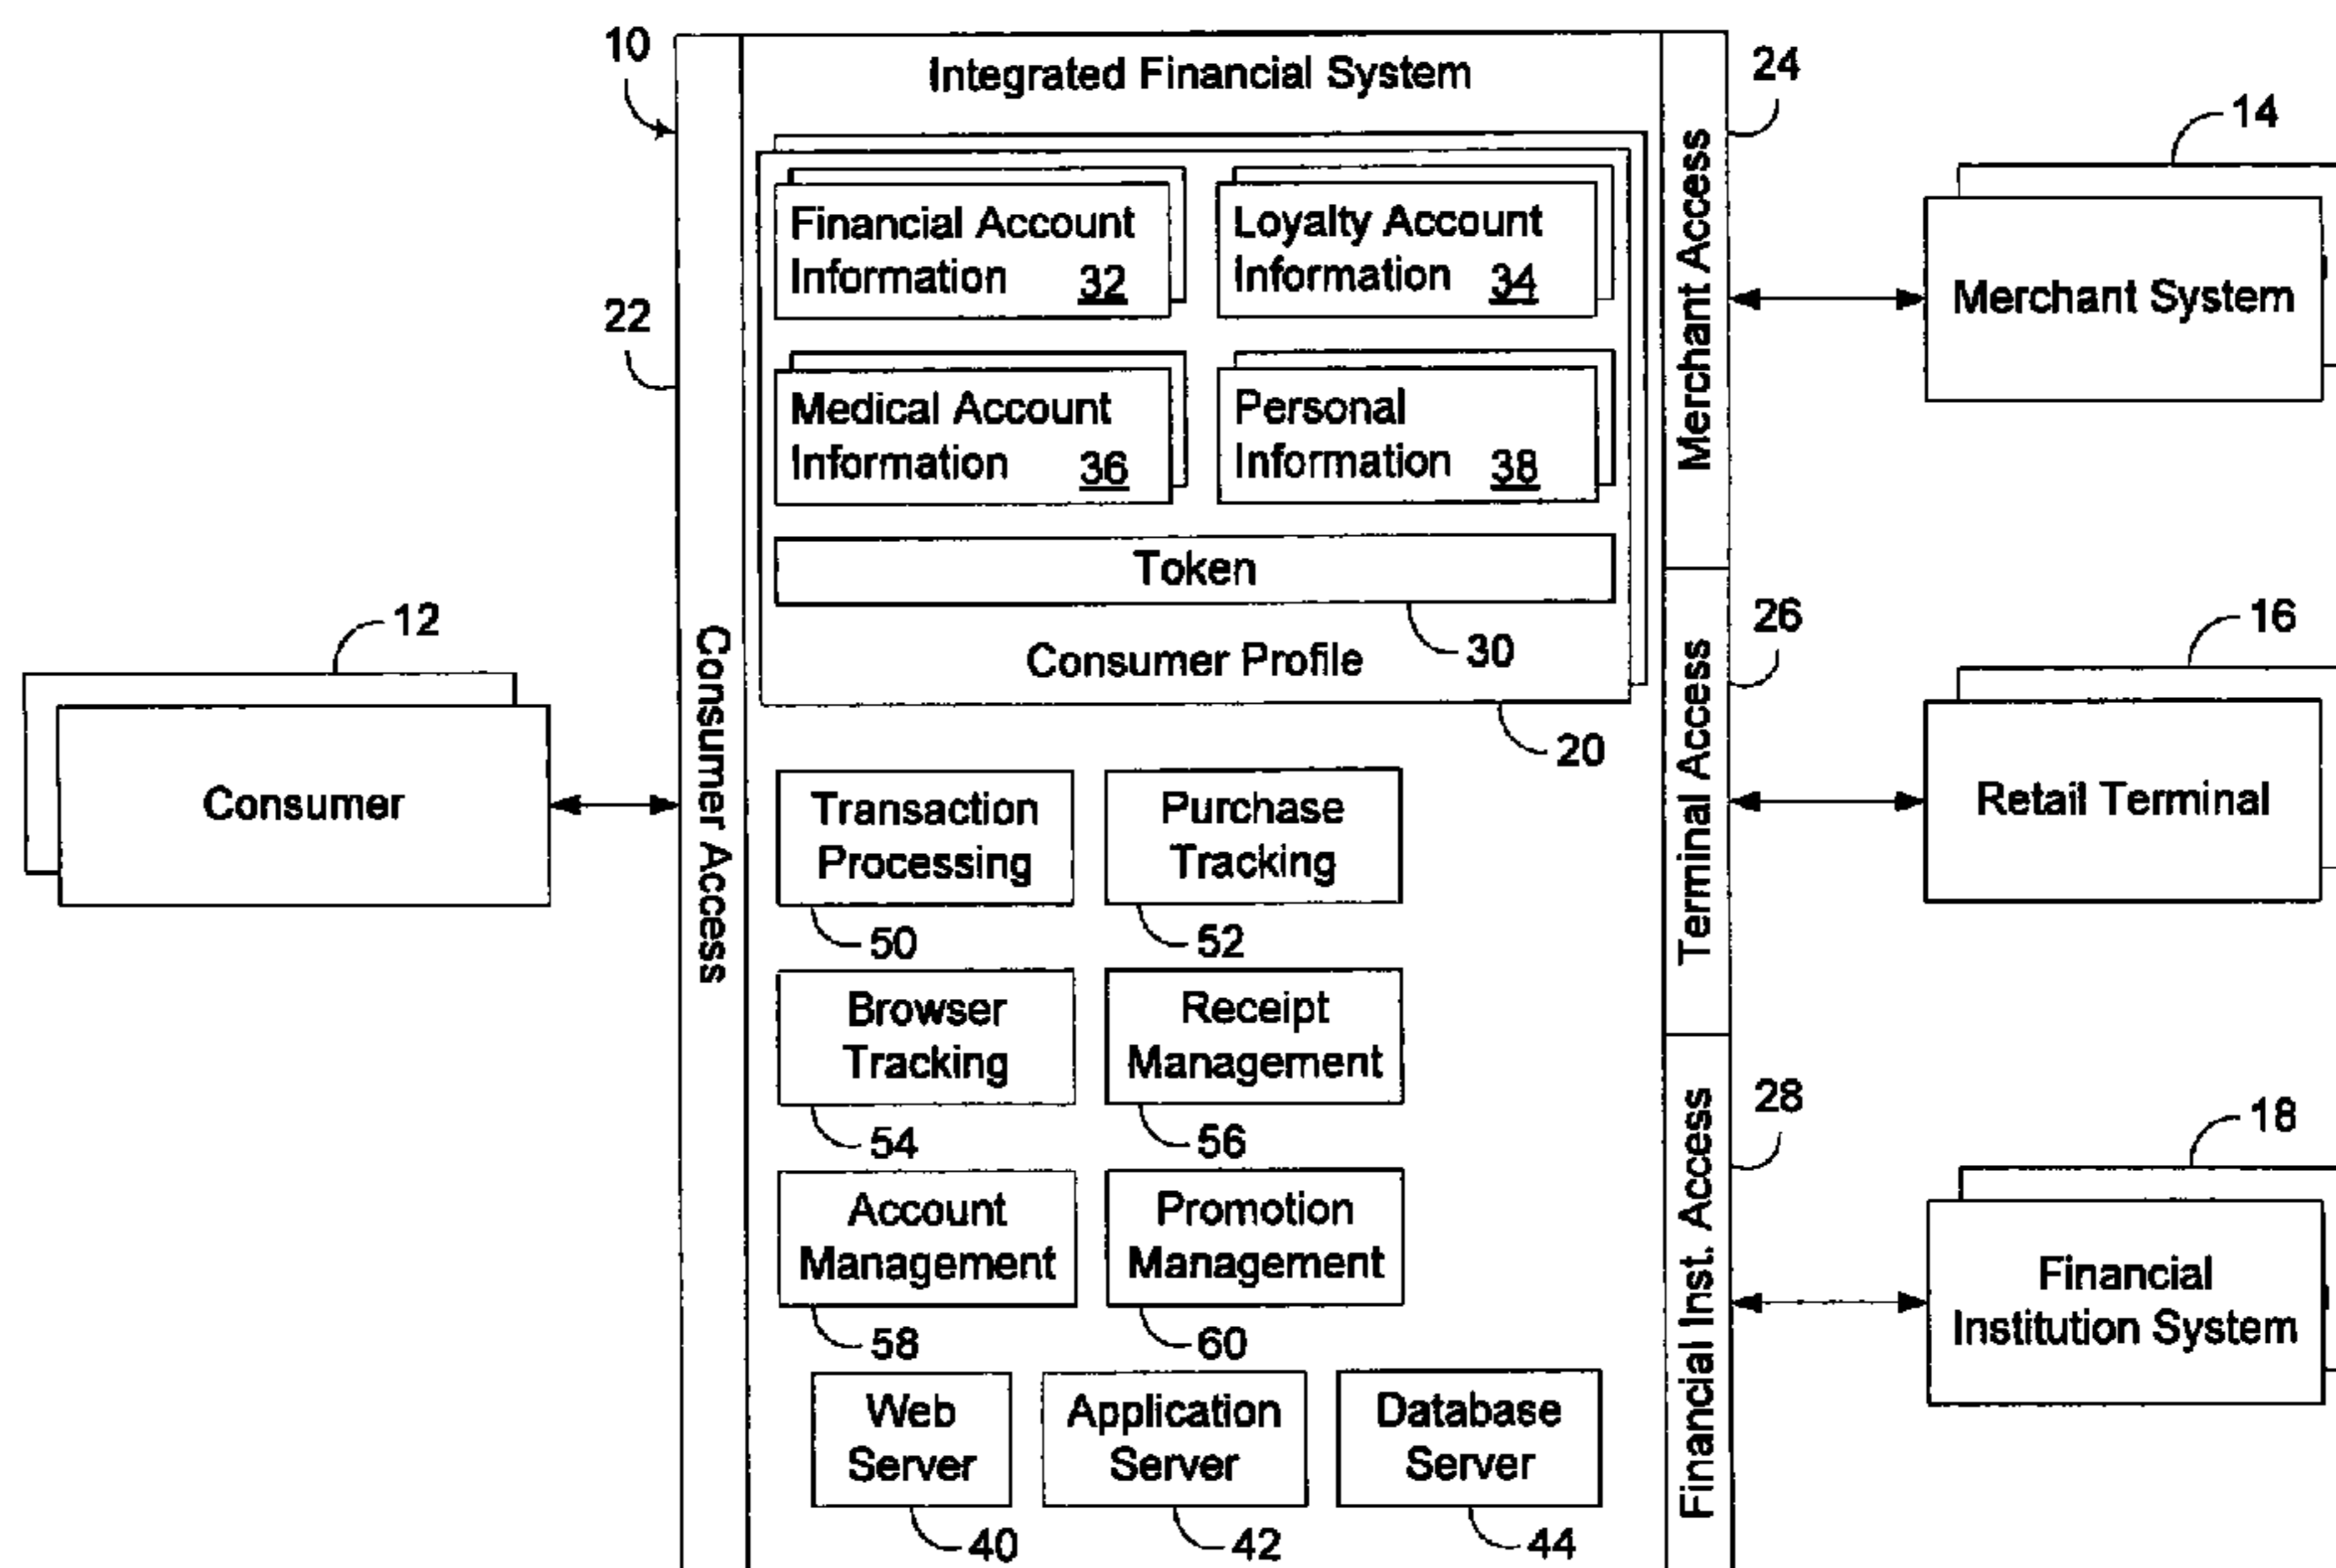 10
Integrated Financial System
24
14
Financial Account
Information 32
Loyalty Account
Information 34
Merchant Access
Merchant System
22
Medical Account
Information 36
Personal
Information 38
Token
12
26
16
Consumer Profile
30
20
Consumer
Consumer Access
Transaction
Processing
Purchase
Tracking
Terminal Access
Retail Terminal
50
52
Browser
Tracking
Receipt
Management
28
18
54
56
Account
Management
Promotion
Management
Financial Inst. Access
Financial
Institution System
58
60
Web
Server
Application
Server
Database
Server
40
42
44